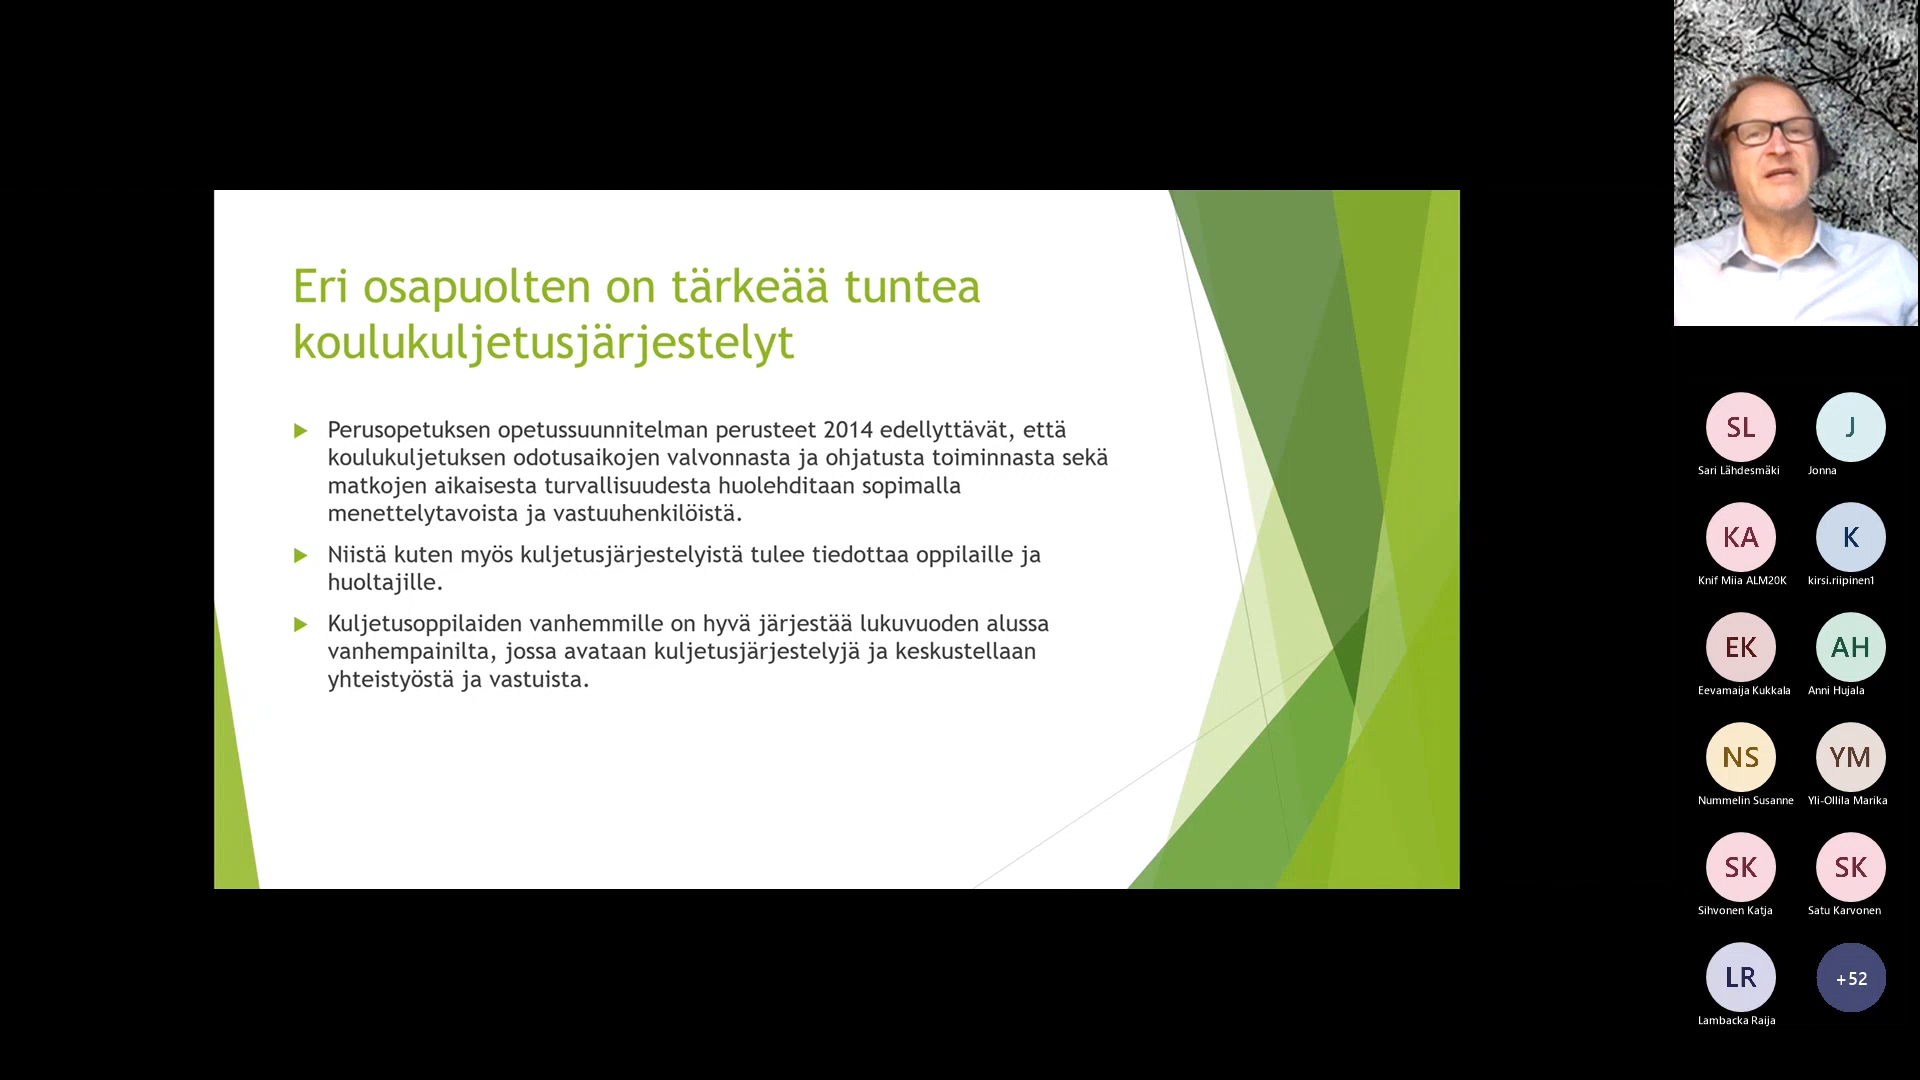 Eri osapuolten on tärkeää tuntea
koulukuljetusjärjestelyt
Perusopetuksen opetussuunnitelman perusteet 2014 edellyttävät, että
koulukuljetuksen odotusaikojen valvonnasta ja ohjatusta toiminnasta sekä
matkojen aikaisesta turvallisuudesta huolehditaan sopimalla
menettelytavoista ja vastuuhenkilöistä.
Niistä kuten myös kuljetusjärjestelyistä tulee tiedottaa oppilaille ja
huoltajille.
Kuljetusoppilaiden vanhemmille on hyvä järjestää lukuvuoden alussa
vanhempainilta, jossa avataan kuljetusjärjestelyjä ja keskustellaan
yhteistyöstä ja vastuista.
SL
J
Sari Lähdesmäki
Jonna
KA
K
Knif Miia ALM20K
kirsi.riipinen1
EK
AH
Eevamaija Kukkala
Anni Hujala
NS
YM
Nummelin Susanne
Yli-Ollila Marika
SK
SK
Sihvonen Katja
Satu Karvonen
LR
+52
Lambacka Raija